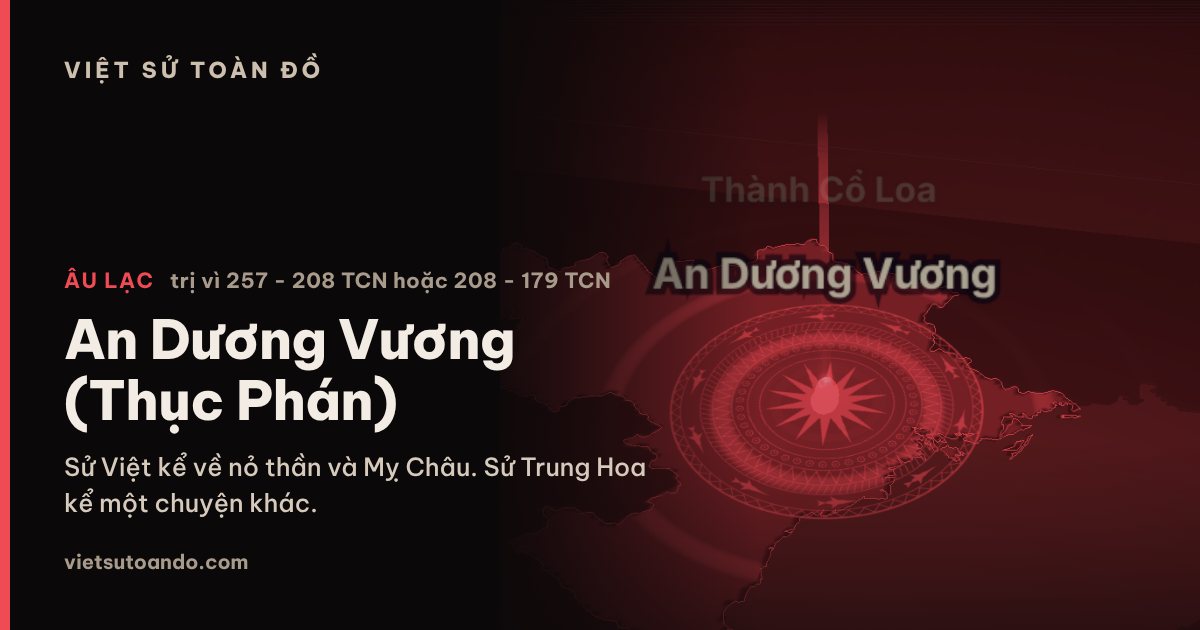 VIỆT SỬ TOÀN ĐỒ
Thành Cổ Loa
An Dương Vương
ÂU LẠC trị vì 257 - 208 TCN hoặc 208 - 179 TCN
An Dương Vương
(Thục Phán)
Sử Việt kể về nỏ thần và Mỵ Châu. Sử Trung Hoa
kể một chuyện khác.
vietsutoando.com